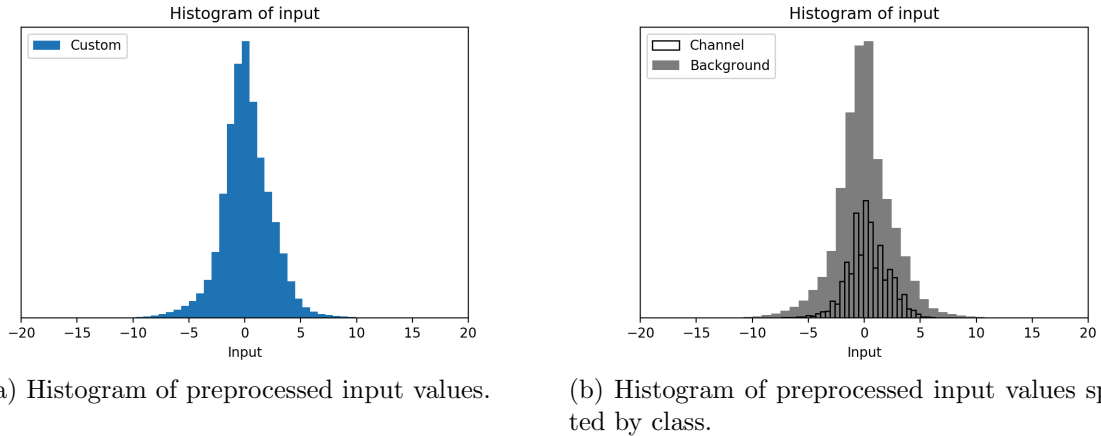 Histogram of input
Custom
−20 −15 −10 −5 0 5 10 15 20
Input
a) Histogram of preprocessed input values.
Histogram of input
Channel
Background
−20 −15 −10 −5 0 5 10 15 20
Input
(b) Histogram of preprocessed input values sp
ted by class.